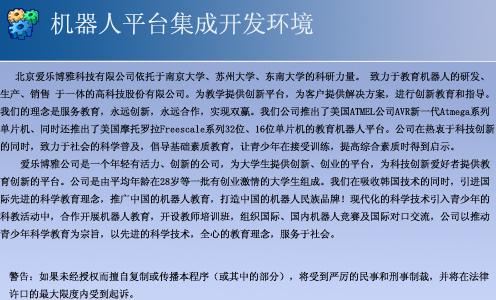 机器人平台集成开发环境
北京爱乐博雅科技有限公司依托于南京大学、苏州大学、东南大学的科研力量。 致力于教育机器人的研发、
生产、销售 于一体的高科技股份有限公司。为教学提供创新平台，为客户提供解决方案，进行创新教育和指导。
我们的理念是服务教育，永远创新，永远合作，实现双赢。我们公司推出了美国ATMEL公司AVR新一代Atmega系列
单片机、同时还推出了美国摩托罗拉Freescale系列32位、16位单片机的教育机器人平台。公司在热衷于科技创新
的同时，致力于社会的科学普及，倡导基础素质教育，让青少年在接受训练，提高综合素质时得到启示。
爱乐博雅公司是一个年轻有活力、创新的公司，为大学生提供创新、创业的平台，为科技创新爱好者提供教
育创新的平台。公司是由平均年龄在28岁等一批有创业激情的大学生组成。我们在吸收韩国技术的同时，引进国
际先进的科学教育理念，推广中国的机器人教育，打造中国的机器人民族品牌！现代化的科学技术引入青少年的
科教活动中，合作开展机器人教育，开设教师培训班，组织国际、国内机器人竞赛及国际对口交流，公司以推动
青少年科学教育为宗旨，以先进的科学技术，全心的教育理念，服务于社会。
警告：如果未经授权而擅自复制或传播本程序（或其中的部分），将受到严厉的民事和刑事制裁，并将在法律
许可的最大限度内受到起诉。